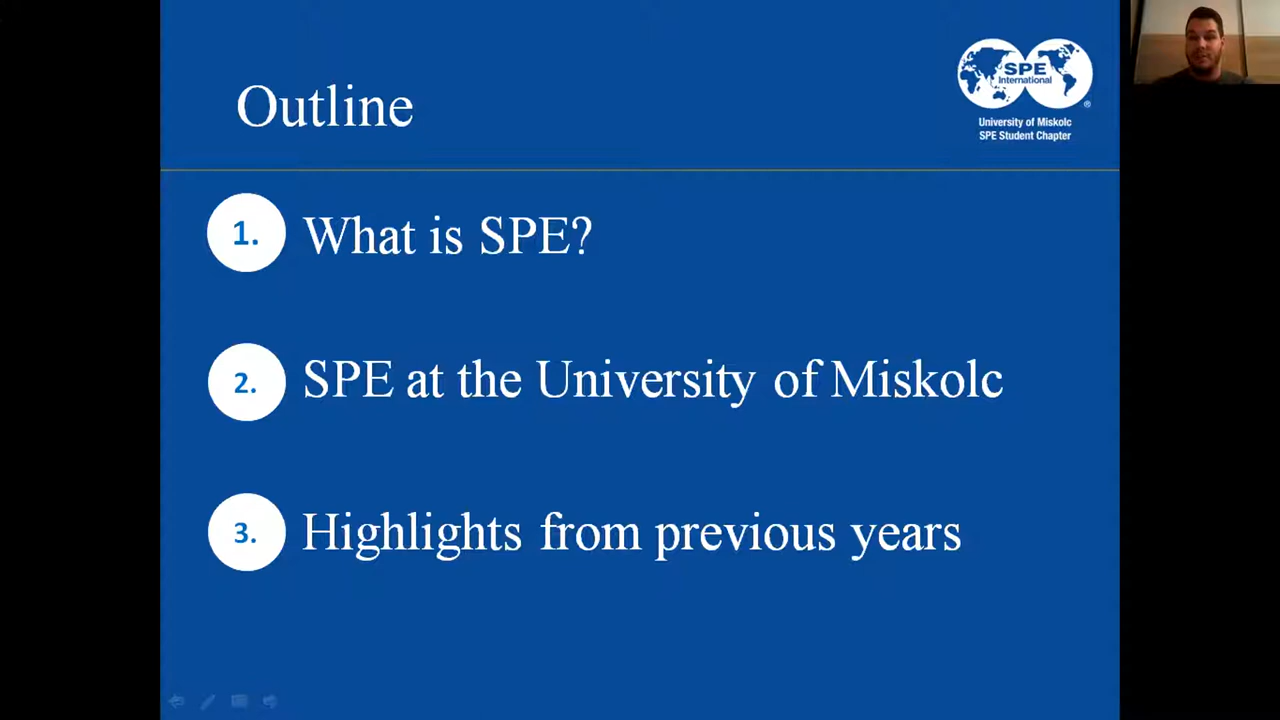 Outline
SPE
International
®
University of Miskolc
SPE Student Chapter
1. What is SPE?
2. SPE at the University of Miskolc
3. Highlights from previous years